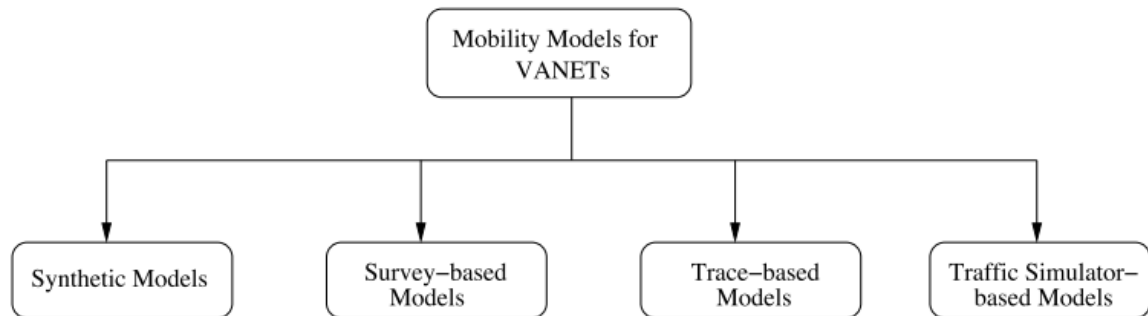 Mobility Models for
VANETs
Synthetic Models
Survey−based
Models
Trace−based
Models
Traffic Simulator−
based Models